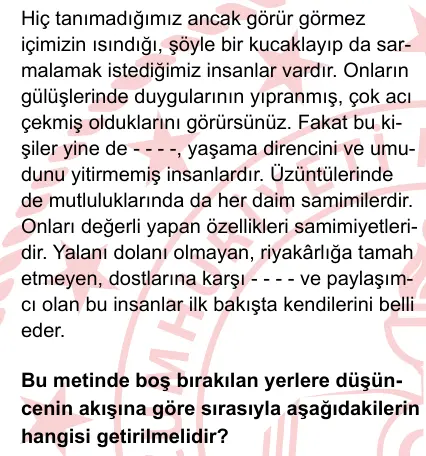 Hiç tanımadığımız ancak görür görmez
içimizin ısındığı, şöyle bir kucaklayıp da sar-
malamak istediğimiz insanlar vardır. Onların
gülüşlerinde duygularının yıpranmış, çok acı
çekmiş olduklarını görürsünüz. Fakat bu ki-
şiler yine de - - - -, yaşama direncini ve umu-
dunu yitirmemiş insanlardır. Üzüntülerinde
de mutluluklarında da her daim samimilerdir.
Onları değerli yapan özellikleri samimiyetleri-
dir. Yalanı dolanı olmayan, riyakârlığa tamah
etmeyen, dostlarına karşı - - - - ve paylaşım-
cı olan bu insanlar ilk bakışta kendilerini belli
eder.
Bu metinde boş bırakılan yerlere düşün-
cenin akışına göre sırasıyla aşağıdakilerin
hangisi getirilmelidir?